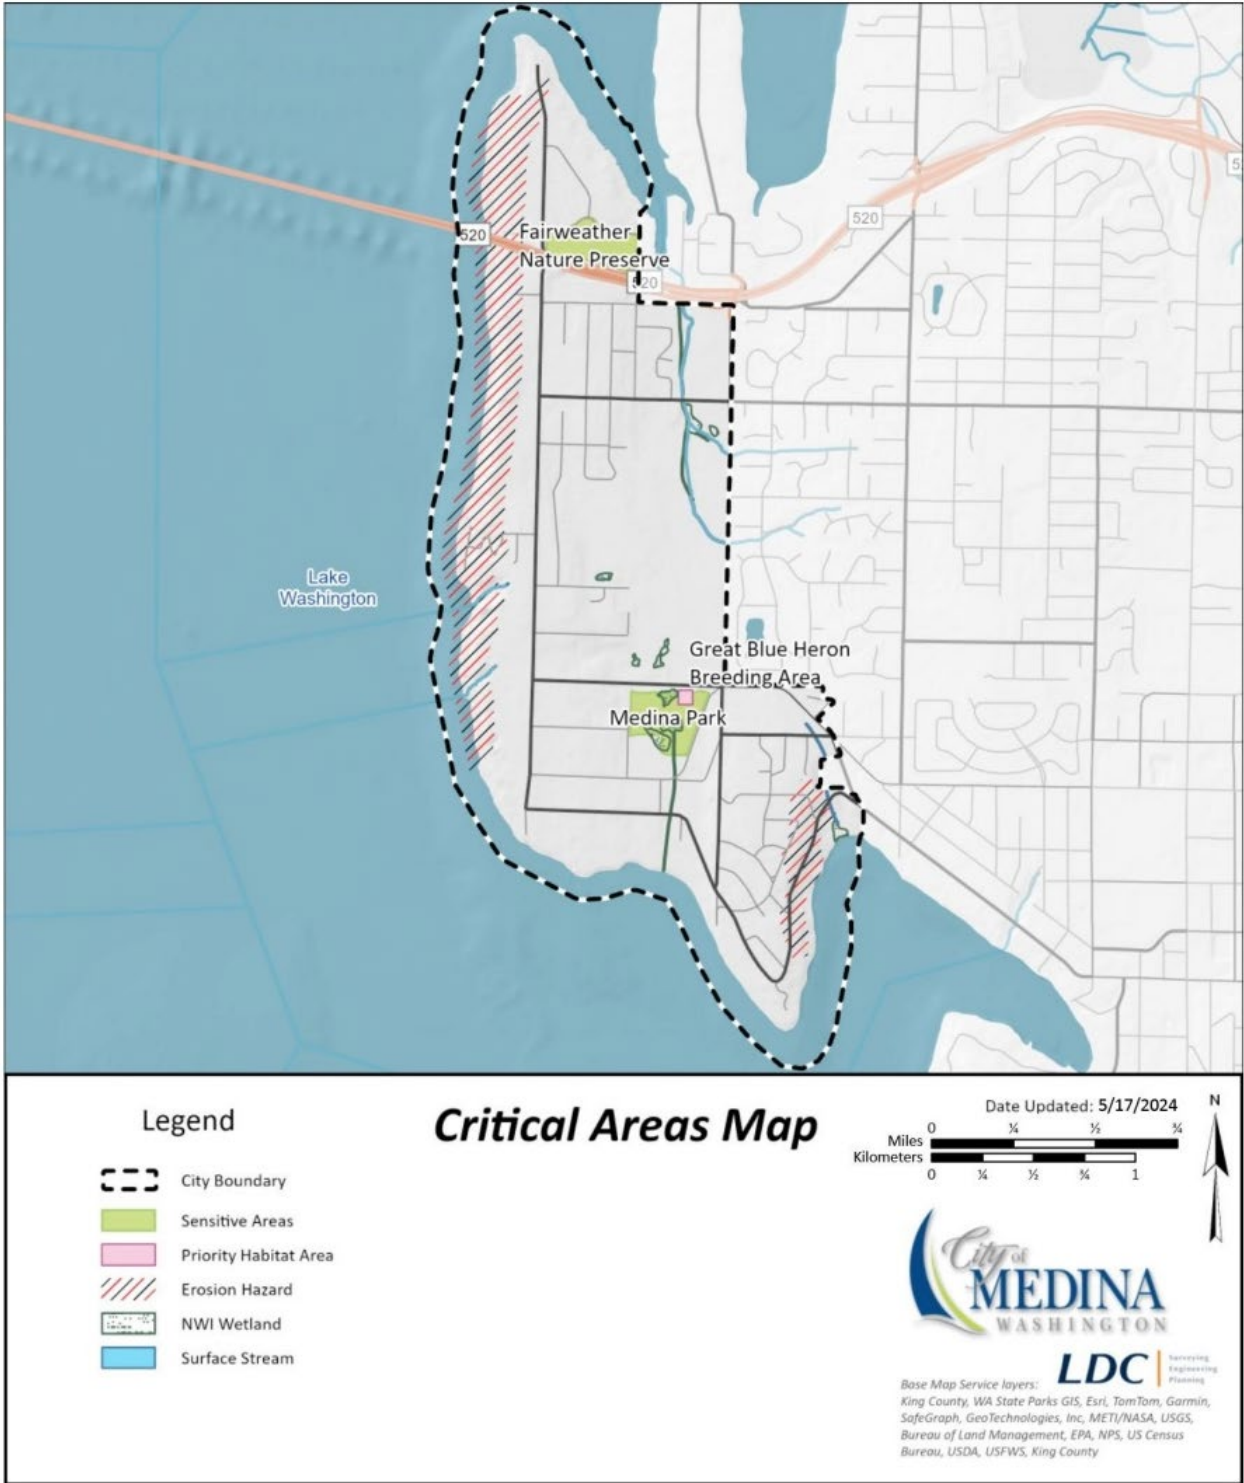 520
520
5
Fairweather
Nature Preserve
520
Lake
Washington
Great Blue Heron
Breeding Area
Medina Park
Legend
City Boundary
Sensitive Areas
Priority Habitat Area
Erosion Hazard
NWI Wetland
Surface Stream
Critical Areas Map
Date Updated: 5/17/2024
N
0 ¼ ½ ¾
Miles
Kilometers
0 ¼ ½ ¾ 1
City of
MEDINA
WASHINGTON
LDC
Surveying
Engineering
Planning
Base Map Service layers:
King County, WA State Parks GIS, Esri, TomTom, Garmin,
SafeGraph, GeoTechnologies, Inc, METI/NASA, USGS,
Bureau of Land Management, EPA, NPS, US Census
Bureau, USDA, USFWS, King County